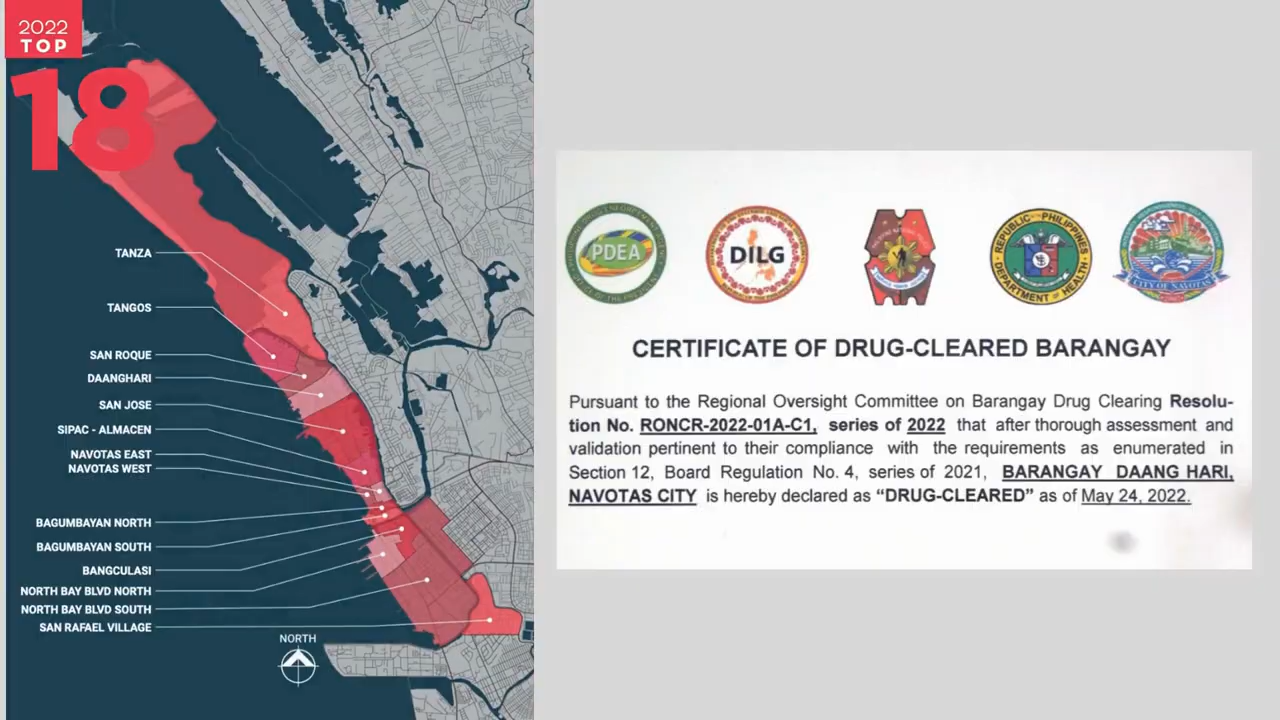 2022
TOP
18
TANZA
TANGOS
SAN ROQUE
DAANGHARI
SAN JOSE
SIPAC - ALMACEN
NAVOTAS EAST
NAVOTAS WEST
BAGUMBAYAN NORTH
BAGUMBAYAN SOUTH
BANGCULASI
NORTH BAY BLVD NORTH
NORTH BAY BLVD SOUTH
SAN RAFAEL VILLAGE
NORTH
PDEA
DILG
REPUBLIC OF THE PHILIPPINES
DEPARTMENT OF HEALTH
CITY OF NAVOTAS
CERTIFICATE OF DRUG-CLEARED BARANGAY
Pursuant to the Regional Oversight Committee on Barangay Drug Clearing Resolu-
tion No. RONCR-2022-01A-C1, series of 2022 that after thorough assessment and
validation pertinent to their compliance with the requirements as enumerated in
Section 12, Board Regulation No. 4, series of 2021, BARANGAY DAANG HARI,
NAVOTAS CITY is hereby declared as “DRUG-CLEARED” as of May 24, 2022.